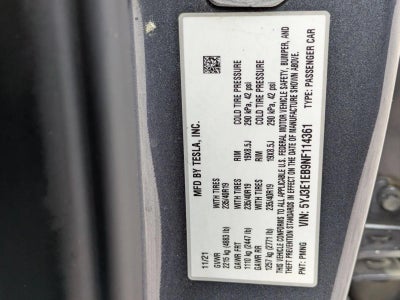 MFD BY TESLA, INC.
11/21
GVWR
2215 kg (4883 lb)
WITH TIRES
235/40R19
RIM
19X8.5J
COLD TIRE PRESSURE
290 kPa, 42 psi
GAWR FRT
1110 kg (2447 lb)
WITH TIRES
235/40R19
RIM
19X8.5J
COLD TIRE PRESSURE
290 kPa, 42 psi
GAWR RR
1257 kg (2771 lb)
THIS VEHICLE CONFORMS TO ALL APPLICABLE U.S. FEDERAL MOTOR VEHICLE SAFETY, BUMPER, AND
THEFT PREVENTION STANDARDS IN EFFECT ON THE DATE OF MANUFACTURE SHOWN ABOVE.
VIN: 5YJ3E1EB9NF114361
TYPE: PASSENGER CAR
PNT: PMNG